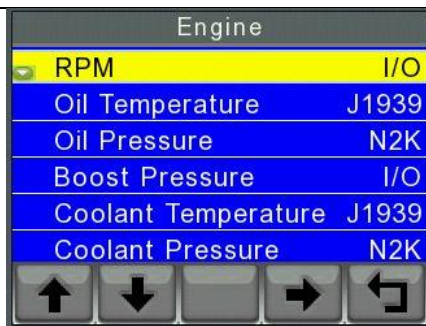 Engine
RPM I/O
Oil Temperature J1939
Oil Pressure N2K
Boost Pressure I/O
Coolant Temperature J1939
Coolant Pressure N2K